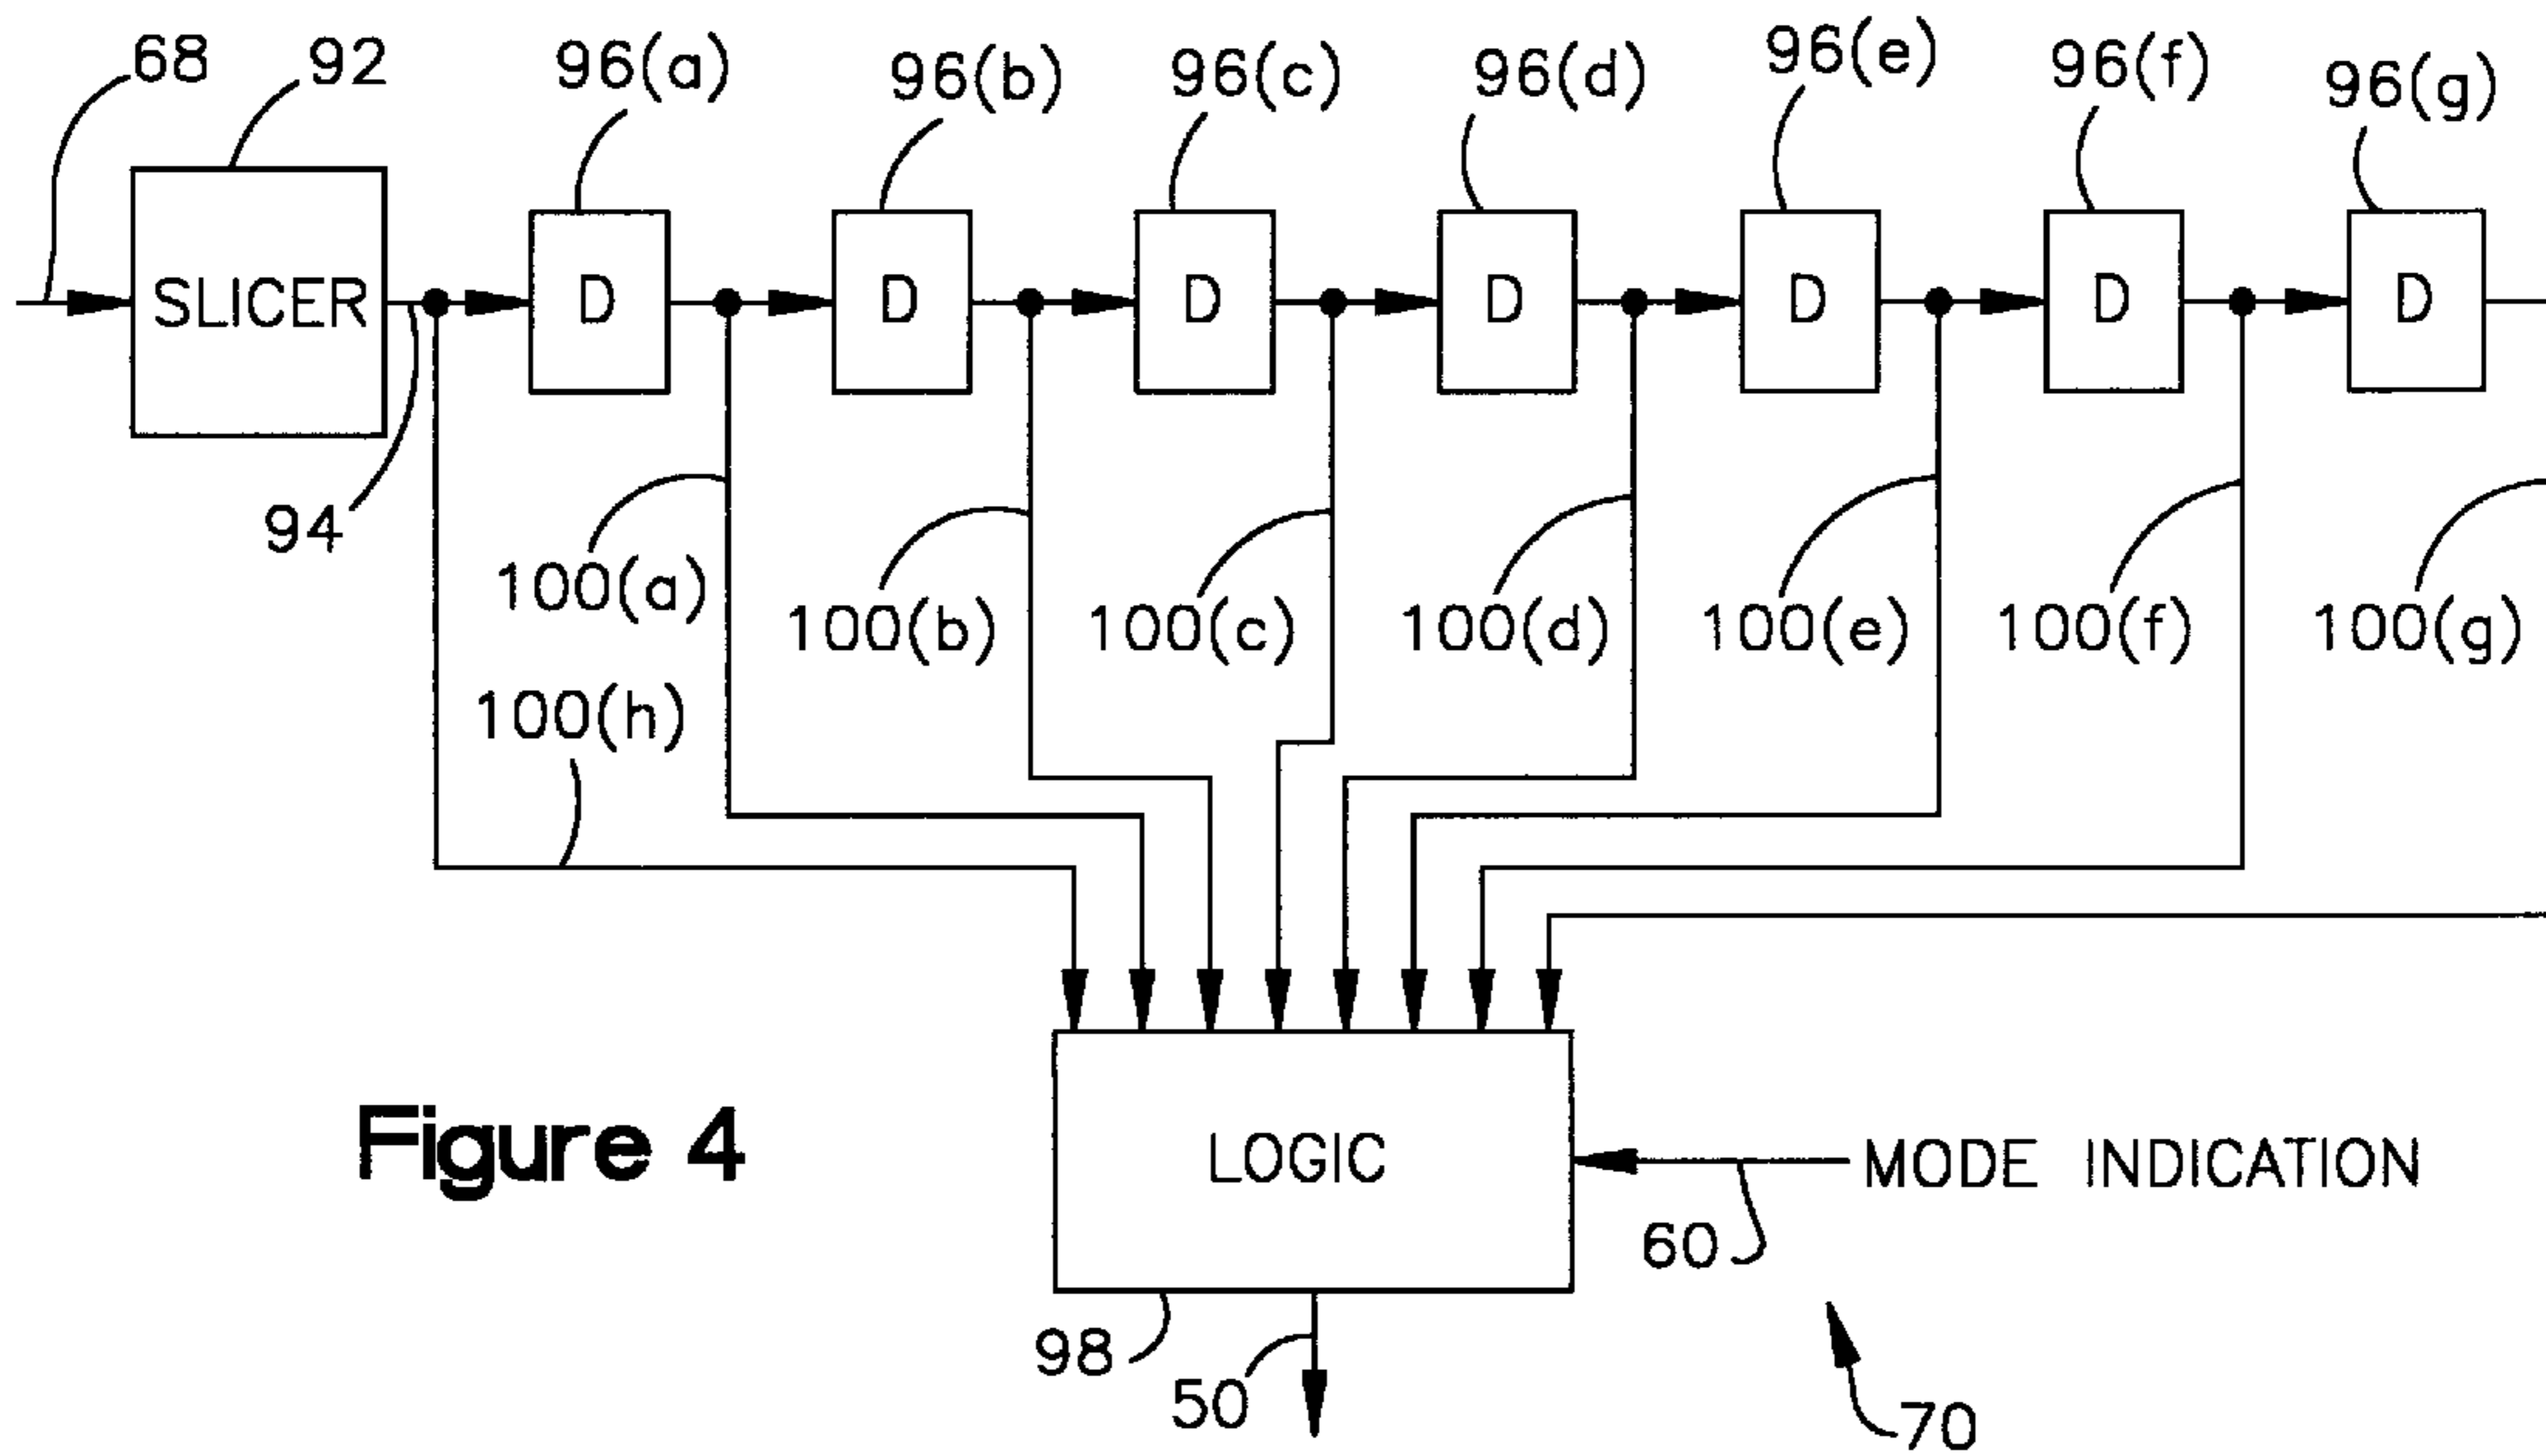 68
92
96(a)
96(b)
96(c)
96(d)
96(e)
96(f)
96(g)
SLICER
D
D
D
D
D
D
D
94
100(a)
100(b)
100(c)
100(d)
100(e)
100(f)
100(g)
100(h)
Figure 4
LOGIC
MODE INDICATION
60
98
50
70